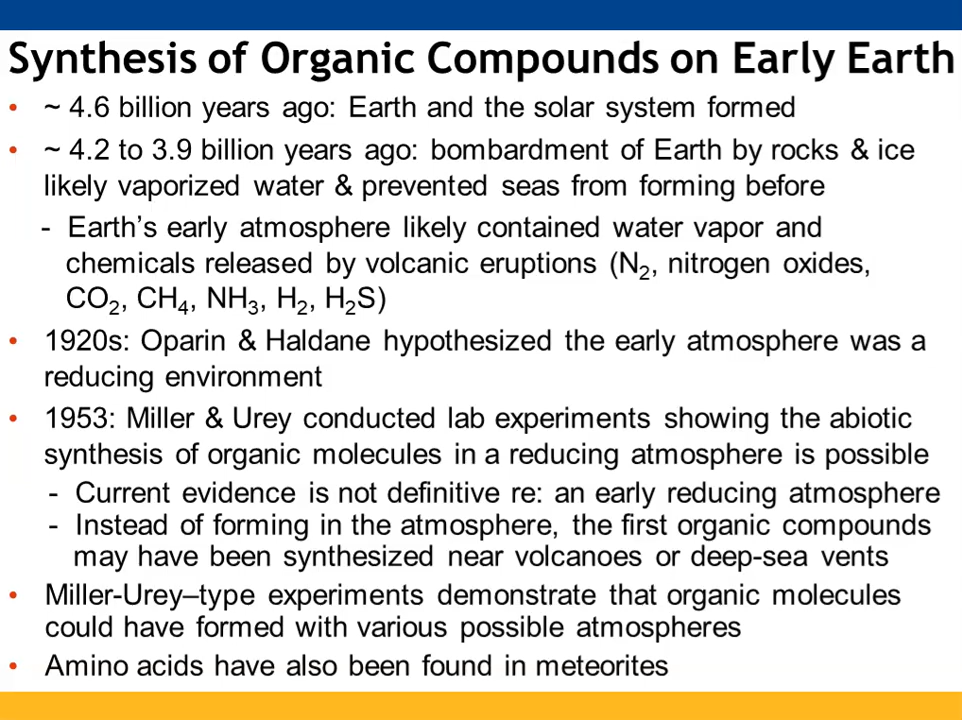 Synthesis of Organic Compounds on Early Earth
• ~ 4.6 billion years ago: Earth and the solar system formed
• ~ 4.2 to 3.9 billion years ago: bombardment of Earth by rocks & ice
likely vaporized water & prevented seas from forming before
- Earth’s early atmosphere likely contained water vapor and
chemicals released by volcanic eruptions (N₂, nitrogen oxides,
CO₂, CH₄, NH₃, H₂, H₂S)
• 1920s: Oparin & Haldane hypothesized the early atmosphere was a
reducing environment
• 1953: Miller & Urey conducted lab experiments showing the abiotic
synthesis of organic molecules in a reducing atmosphere is possible
- Current evidence is not definitive re: an early reducing atmosphere
- Instead of forming in the atmosphere, the first organic compounds
may have been synthesized near volcanoes or deep-sea vents
• Miller-Urey–type experiments demonstrate that organic molecules
could have formed with various possible atmospheres
• Amino acids have also been found in meteorites